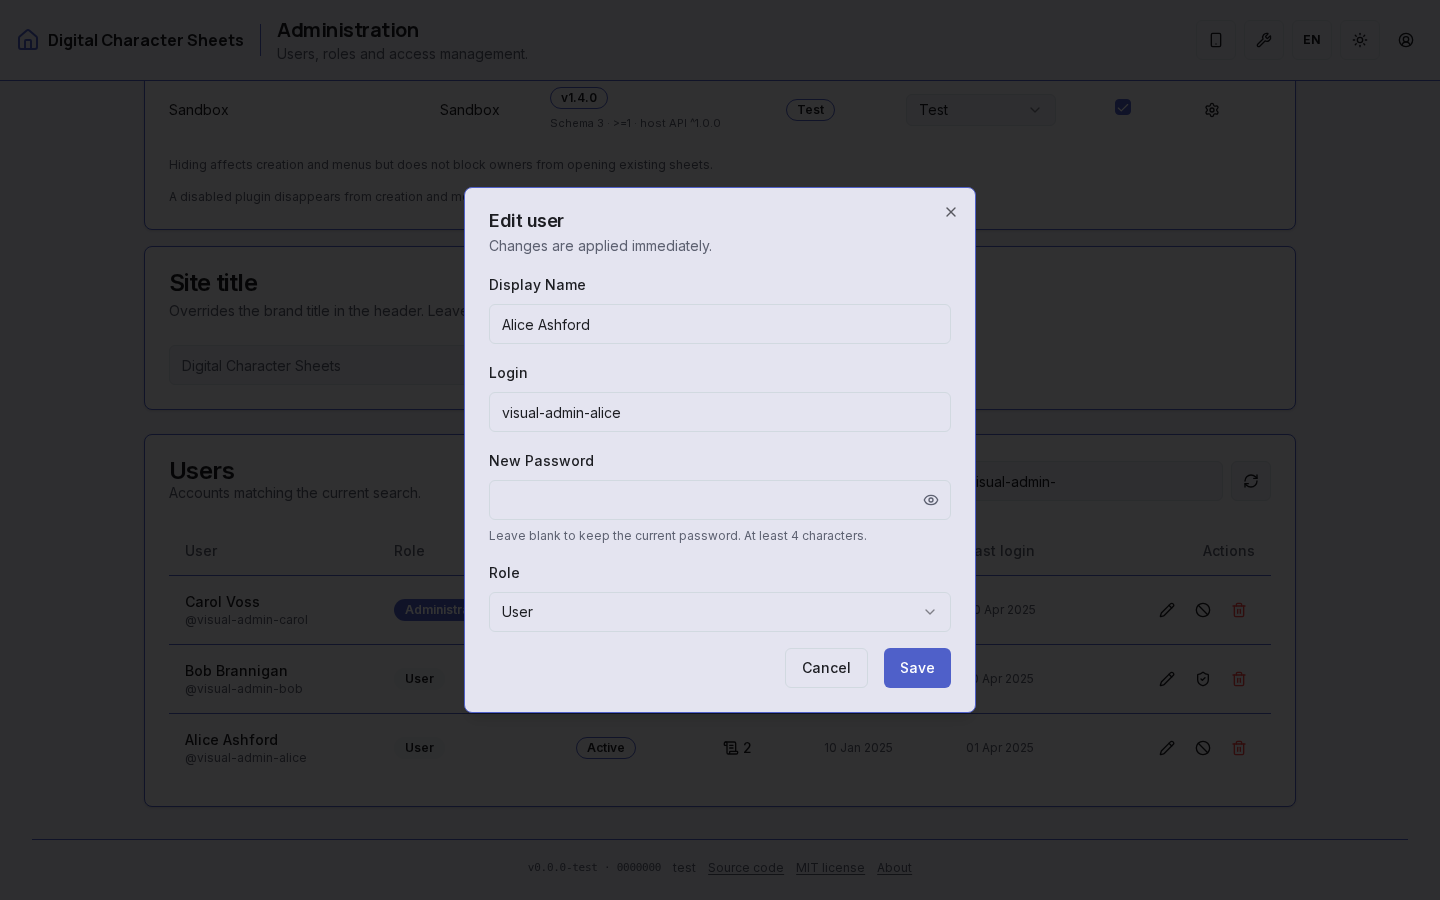 Digital Character Sheets
Administration
Users, roles and access management.
EN
Sandbox
Sandbox
v1.4.0
Schema 3 · >=1 · host API ^1.0.0
Test
Test
Hiding affects creation and menus but does not block owners from opening existing sheets.
A disabled plugin disappears from creation and
Site title
Overrides the brand title in the header. Leave
Digital Character Sheets
Users
Accounts matching the current search.
visual-admin-
User
Role
Last login
Actions
Carol Voss
@visual-admin-carol
Administra
Apr 2025
Bob Brannigan
@visual-admin-bob
User
Apr 2025
Alice Ashford
@visual-admin-alice
User
Active
2
10 Jan 2025
01 Apr 2025
Edit user
Changes are applied immediately.
Display Name
Alice Ashford
Login
visual-admin-alice
New Password
Leave blank to keep the current password. At least 4 characters.
Role
User
Cancel
Save
v0.0.0-test · 0000000
test
Source code
MIT license
About